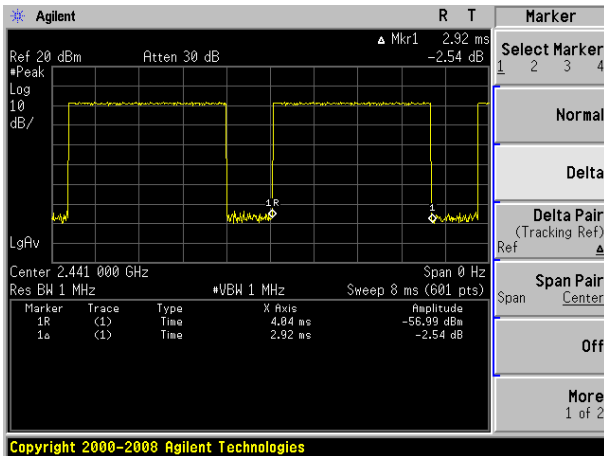 Agilent R T
Δ Mkr1 2.92 ms
Ref 20 dBm Atten 30 dB -2.54 dB
#Peak
Log
10
dB/
1R
1
LgAv
Center 2.441 000 GHz Span 0 Hz
Res BW 1 MHz #VBW 1 MHz Sweep 8 ms (601 pts)
Marker Trace Type X Axis Amplitude
1R (1) Time 4.04 ms -56.99 dBm
1Δ (1) Time 2.92 ms -2.54 dB
Marker
Select Marker
1 2 3 4
Normal
Delta
Delta Pair
(Tracking Ref)
Ref Δ
Span Pair
Span Center
Off
More
1 of 2
Copyright 2000-2008 Agilent Technologies